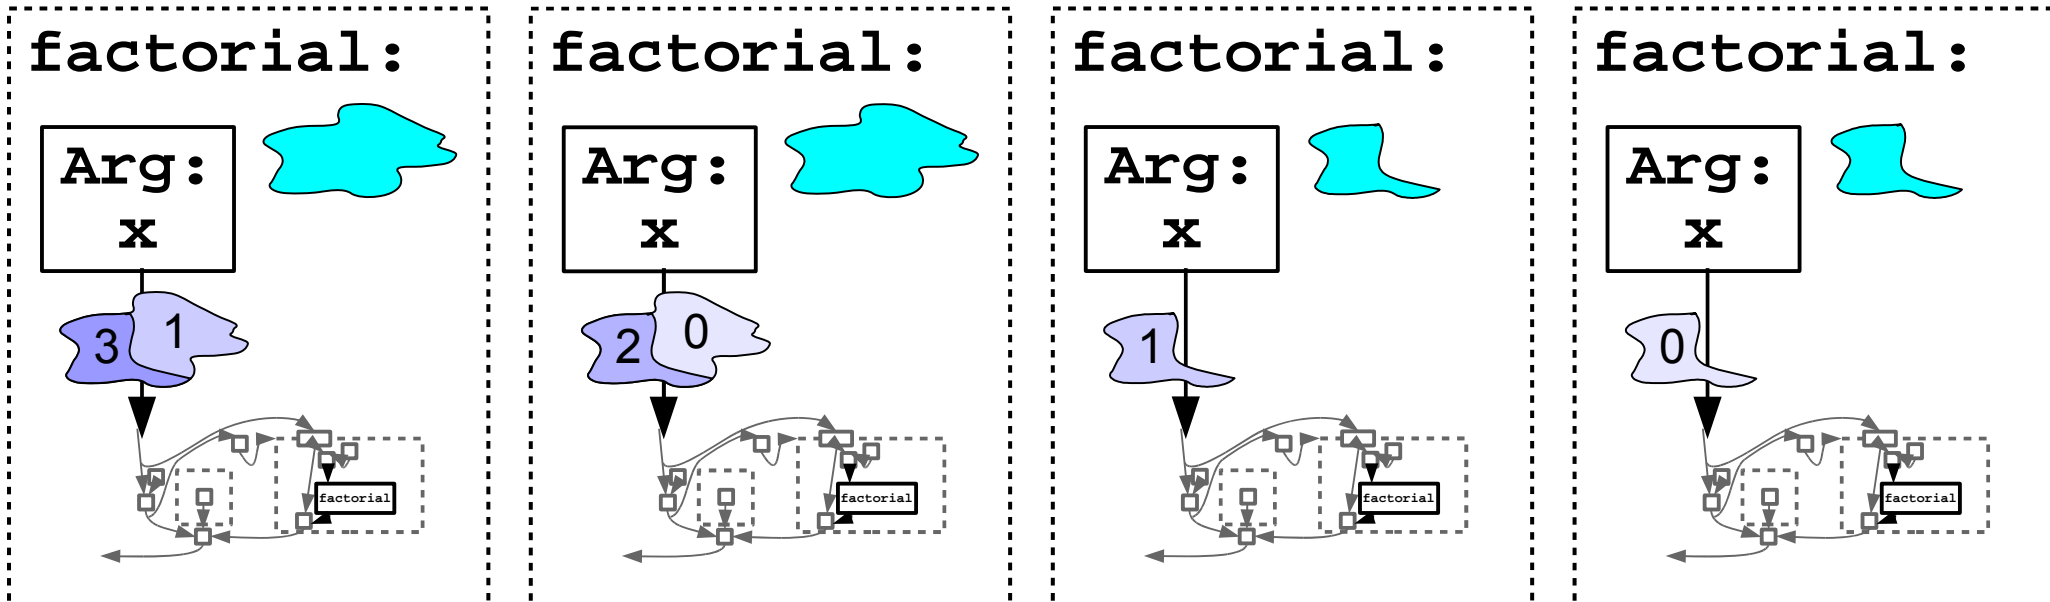 factorial: factorial: factorial: factorial:
Arg: Arg: Arg: Arg:
x x x x
3 1 2 0 1 0
factorial factorial factorial factorial